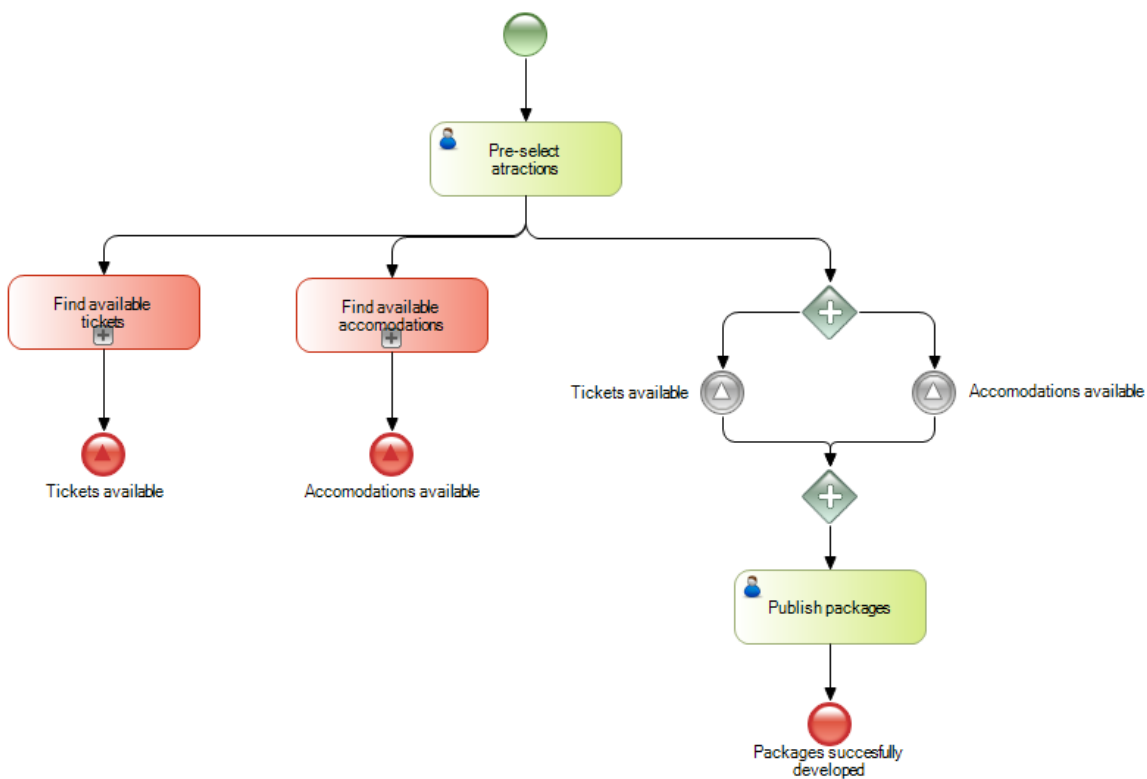 Pre-select
atractions
Find available
tickets
Find available
accomodations
Tickets available
Accomodations available
Tickets available
Accomodations available
Publish packages
Packages succesfully
developed